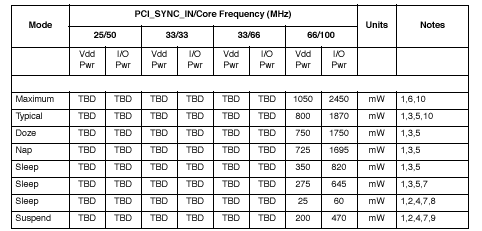 Mode PCI_SYNC_IN/Core Frequency (MHz) Units Notes
25/50 33/33 33/66 66/100
Vdd Pwr I/O Pwr Vdd Pwr I/O Pwr Vdd Pwr I/O Pwr Vdd Pwr I/O Pwr
Maximum TBD TBD TBD TBD TBD TBD 1050 2450 mW 1,6,10
Typical TBD TBD TBD TBD TBD TBD 800 1870 mW 1,3,5,10
Doze TBD TBD TBD TBD TBD TBD 750 1750 mW 1,3,5
Nap TBD TBD TBD TBD TBD TBD 725 1695 mW 1,3,5
Sleep TBD TBD TBD TBD TBD TBD 350 820 mW 1,3,5
Sleep TBD TBD TBD TBD TBD TBD 275 645 mW 1,3,5,7
Sleep TBD TBD TBD TBD TBD TBD 25 60 mW 1,2,4,7,8
Suspend TBD TBD TBD TBD TBD TBD 200 470 mW 1,2,4,7,9